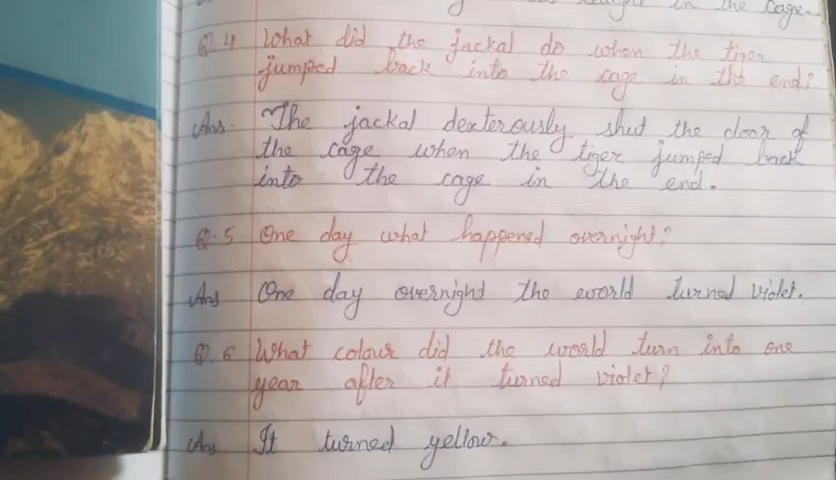 in the cage.
Q.4 What did the jackal do when the tiger
jumped back into the cage in the end?
Ans. The jackal dexterously shut the door of
the cage when the tiger jumped back
into the cage in the end.
Q.5 One day what happened overnight?
Ans One day overnight the world turned violet.
Q.6 What colour did the world turn into one
year after it turned violet?
Ans It turned yellow.